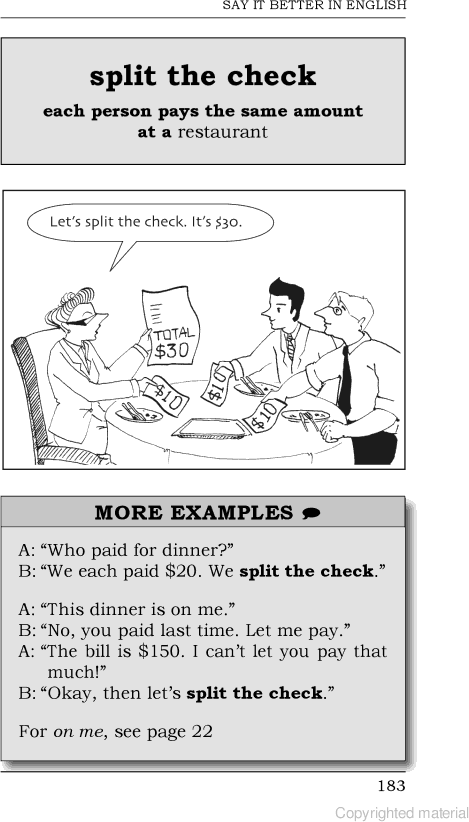 SAY IT BETTER IN ENGLISH
split the check
each person pays the same amount
at a restaurant
Let's split the check. It's $30.
TOTAL
$30
$10
$10
$10
MORE EXAMPLES
A: “Who paid for dinner?”
B: “We each paid $20. We split the check.”
A: “This dinner is on me.”
B: “No, you paid last time. Let me pay.”
A: “The bill is $150. I can’t let you pay that
much!”
B: “Okay, then let’s split the check.”
For on me, see page 22
183
Copyrighted material